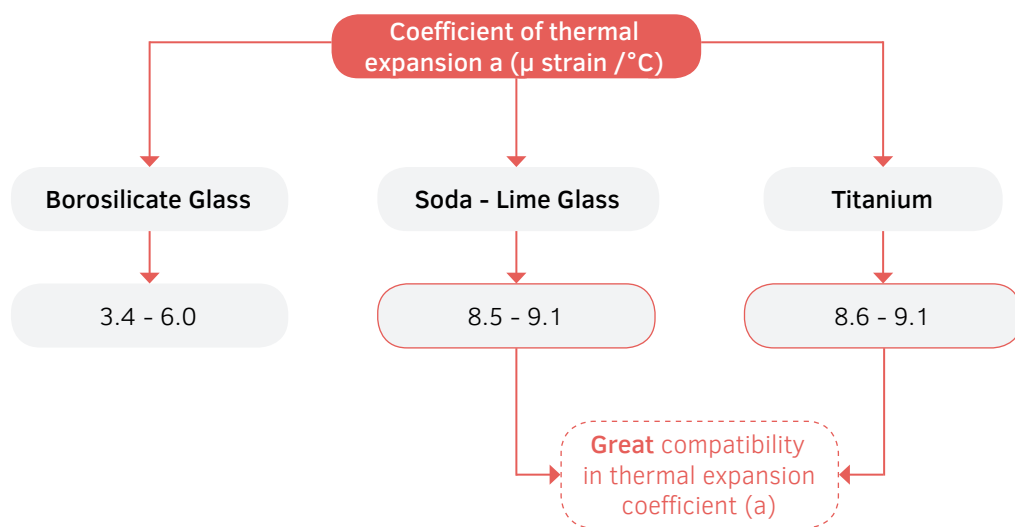 Coefficient of thermal
expansion a (μ strain /°C)
Borosilicate Glass
Soda - Lime Glass
Titanium
3.4 - 6.0
8.5 - 9.1
8.6 - 9.1
Great compatibility
in thermal expansion
coefficient (a)